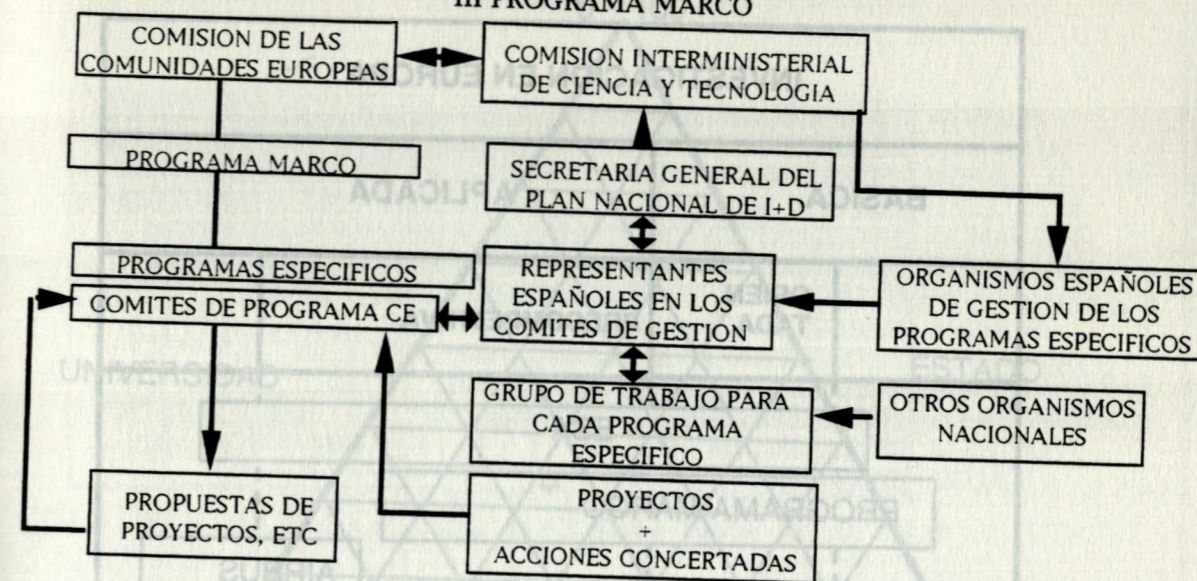 III PROGRAMA MARCO
COMISION DE LAS
COMUNIDADES EUROPEAS
COMISION INTERMINISTERIAL
DE CIENCIA Y TECNOLOGIA
PROGRAMA MARCO
SECRETARIA GENERAL DEL
PLAN NACIONAL DE I+D
PROGRAMAS ESPECIFICOS
COMITES DE PROGRAMA CE
REPRESENTANTES
ESPAÑOLES EN LOS
COMITES DE GESTION
ORGANISMOS ESPAÑOLES
DE GESTION DE LOS
PROGRAMAS ESPECIFICOS
GRUPO DE TRABAJO PARA
CADA PROGRAMA
ESPECIFICO
OTROS ORGANISMOS
NACIONALES
PROPUESTAS DE
PROYECTOS, ETC
PROYECTOS
+
ACCIONES CONCERTADAS